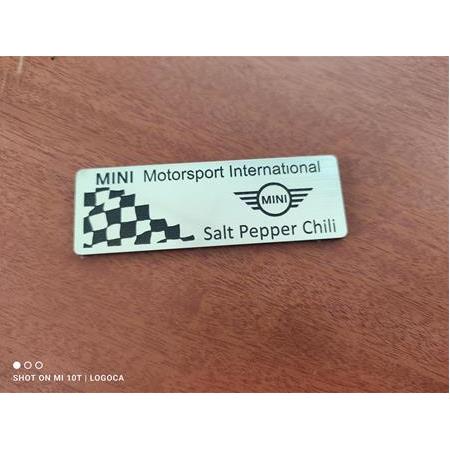 MINI Motorsport International
MINI
Salt Pepper Chili
SHOT ON MI 10T | LOGOCA